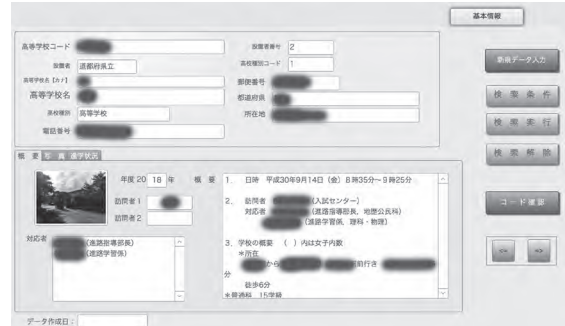 基本情報
高等学校コード
設置者番号 2
設置者 道都府県立
高校種別コード 1
高等学校名【カナ】
郵便番号
高等学校名
都道府県
高校種別 高等学校
所在地
電話番号
新規データ入力
検 索 条 件
検 索 実 行
検 索 解 除
コード確認
<= =>
概 要 写 真 進学状況
年度 20 18 年
訪問者1
訪問者2
対応者
(進路指導部長)
(進路学習係)
概 要
1. 日時 平成30年9月14日(金)8時35分~9時25分
2. 訪問者 (入試センター)
対応者 (進路指導部長,地歴公民科)
(進路学習係,理科・物理)
3. 学校の概要 ( )内は女子内数
*所在
から 前行き
分
徒歩6分
*普通科 15学級
データ作成日: